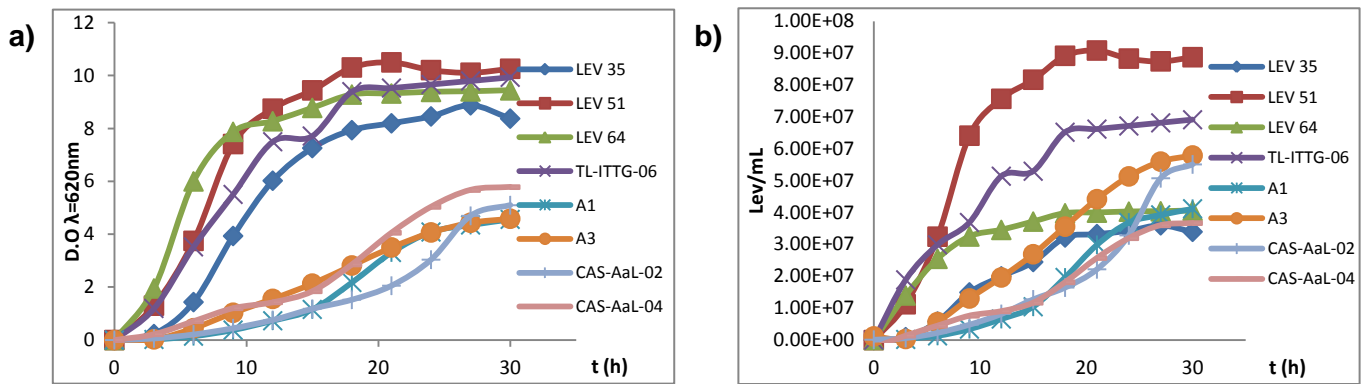 a)
12
10
8
6
4
2
0
D.O λ=620nm
0
10
20
30
t (h)
LEV 35
LEV 51
LEV 64
TL-ITTG-06
A1
A3
CAS-AaL-02
CAS-AaL-04
b)
1.00E+08
9.00E+07
8.00E+07
7.00E+07
6.00E+07
5.00E+07
4.00E+07
3.00E+07
2.00E+07
1.00E+07
0.00E+00
Lev/mL
0
10
20
30
t (h)
LEV 35
LEV 51
LEV 64
TL-ITTG-06
A1
A3
CAS-AaL-02
CAS-AaL-04